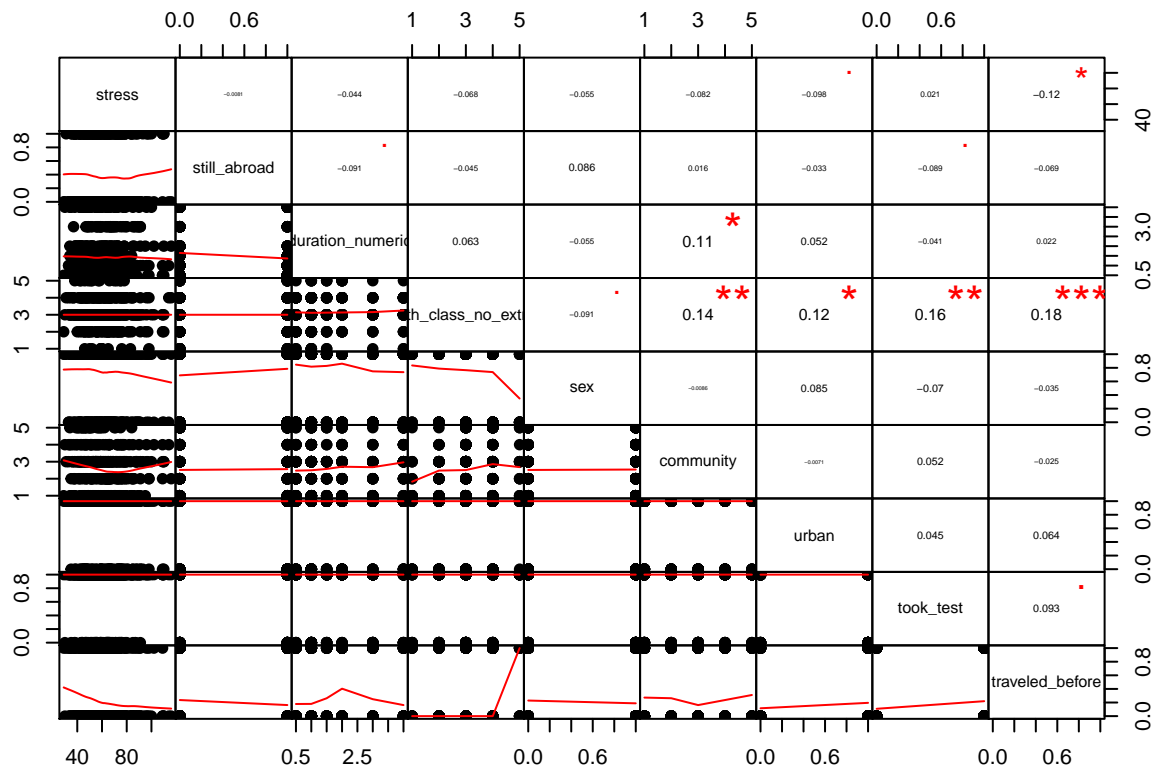 0.0 0.6 1 3 5 1 3 5 0.0 0.6
stress −0.0081 −0.044 −0.068 −0.055 −0.082 −0.098 . 0.021 −0.12 * 40
0.0 0.8 still_abroad −0.091 . −0.045 0.086 0.016 −0.033 −0.089 . −0.069
duration_numeric 0.063 −0.055 0.11 * 0.052 −0.041 0.022 0.5 3.0
1 3 5 th_class_no_ext −0.091 . 0.14 ** 0.12 * 0.16 ** 0.18 ***
sex −0.0086 0.085 −0.07 −0.035 0.0 0.8
1 3 5 community −0.0071 0.052 −0.025
urban 0.045 0.064 0.0 0.8
0.0 0.8 took_test 0.093 .
traveled_before 0.0 0.8
40 80 0.5 2.5 0.0 0.6 0.0 0.6 0.0 0.6